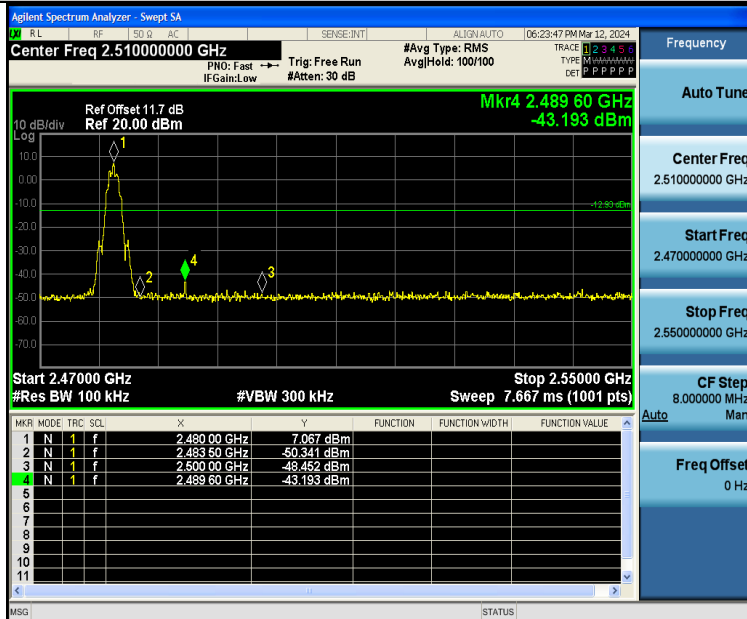 Agilent Spectrum Analyzer - Swept SA
LXI RL RF 50 Ω AC SENSE:INT ALIGN AUTO 06:23:47 PM Mar 12, 2024
Center Freq 2.510000000 GHz #Avg Type: RMS TRACE 1 2 3 4 5 6
PNO: Fast Trig: Free Run Avg|Hold: 100/100 TYPE MWWWWW
IFGain:Low #Atten: 30 dB DET P P P P P P
Mkr4 2.489 60 GHz
-43.193 dBm
Ref Offset 11.7 dB
10 dB/div Ref 20.00 dBm
Log
10.0
0.00
-10.0
-20.0
-30.0
-40.0
-50.0
-60.0
-70.0
1
2
4
3
-12.93 dBm
Start 2.47000 GHz Stop 2.55000 GHz
#Res BW 100 kHz #VBW 300 kHz Sweep 7.667 ms (1001 pts)
MKR MODE TRC SCL X Y FUNCTION FUNCTION WIDTH FUNCTION VALUE
1 N 1 f 2.480 00 GHz 7.067 dBm
2 N 1 f 2.483 50 GHz -50.341 dBm
3 N 1 f 2.500 00 GHz -48.452 dBm
4 N 1 f 2.489 60 GHz -43.193 dBm
5
6
7
8
9
10
11
MSG STATUS
Frequency
Auto Tune
Center Freq
2.510000000 GHz
Start Freq
2.470000000 GHz
Stop Freq
2.550000000 GHz
CF Step
8.000000 MHz
Auto Man
Freq Offset
0 Hz